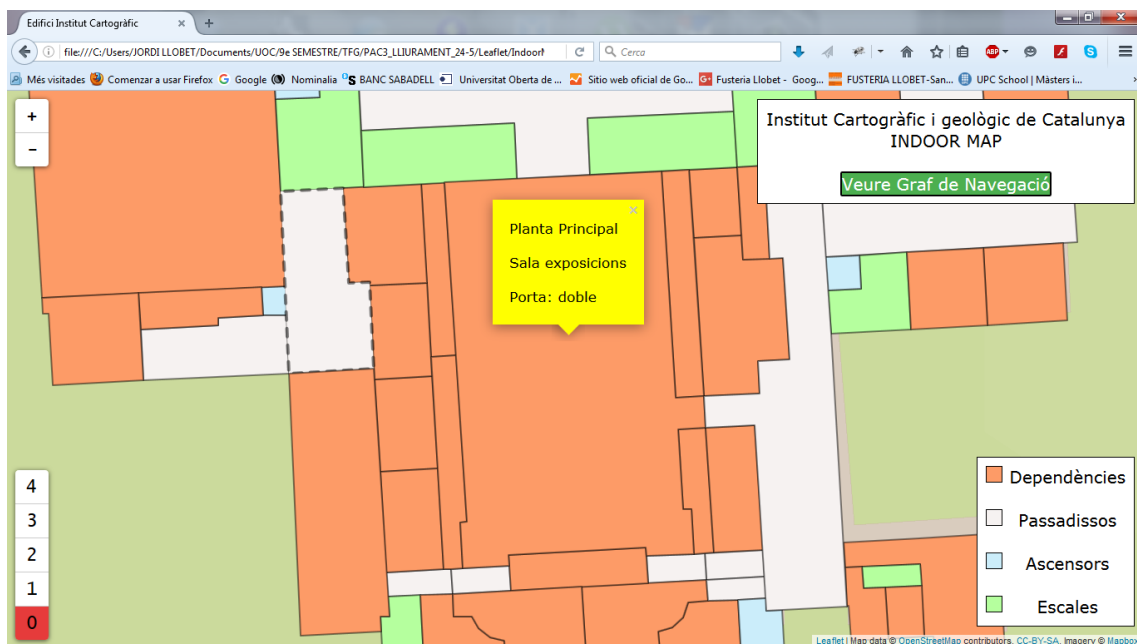 Edifici Institut Cartogràfic × +
file:///C:/Users/JORDI LLOBET/Documents/UOC/9e SEMESTRE/TFG/PAC3_LLIURAMENT_24-5/Leaflet/Indoor
Cerca
ABP
Més visitades Comenzar a usar Firefox Google Nominalia BANC SABADELL Universitat Oberta de ... Sitio web oficial de Go... Fusteria Llobet - Goog... FUSTERIA LLOBET-San... UPC School | Màsters i...
+
−
Institut Cartogràfic i geològic de Catalunya
INDOOR MAP
Veure Graf de Navegació
×
Planta Principal
Sala exposicions
Porta: doble
4
3
2
1
0
Dependències
Passadissos
Ascensors
Escales
Leaflet | Map data © OpenStreetMap contributors, CC-BY-SA, Imagery © Mapbox